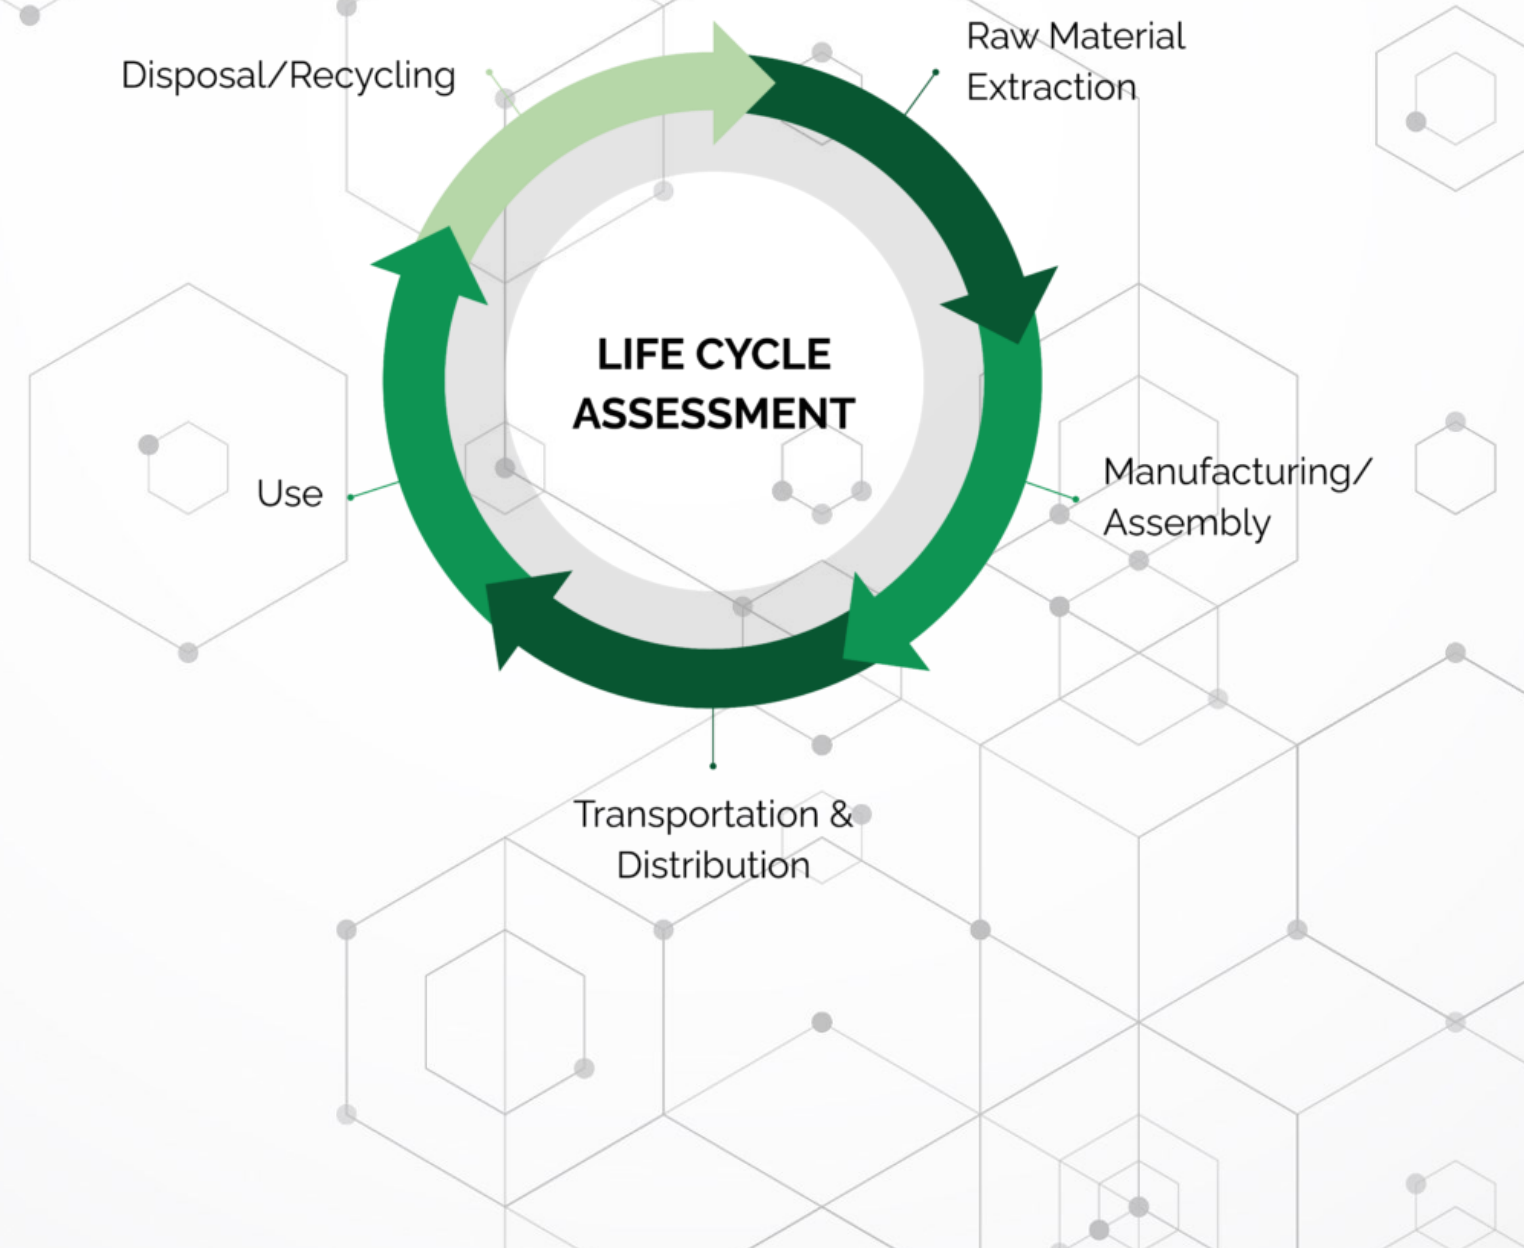 Disposal/Recycling
Raw Material
Extraction
LIFE CYCLE
ASSESSMENT
Use
Manufacturing/
Assembly
Transportation &
Distribution